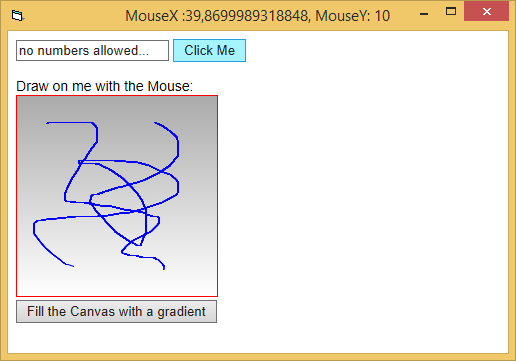 MouseX :39,8699989318848, MouseY: 10
no numbers allowed... Click Me
Draw on me with the Mouse:
Fill the Canvas with a gradient